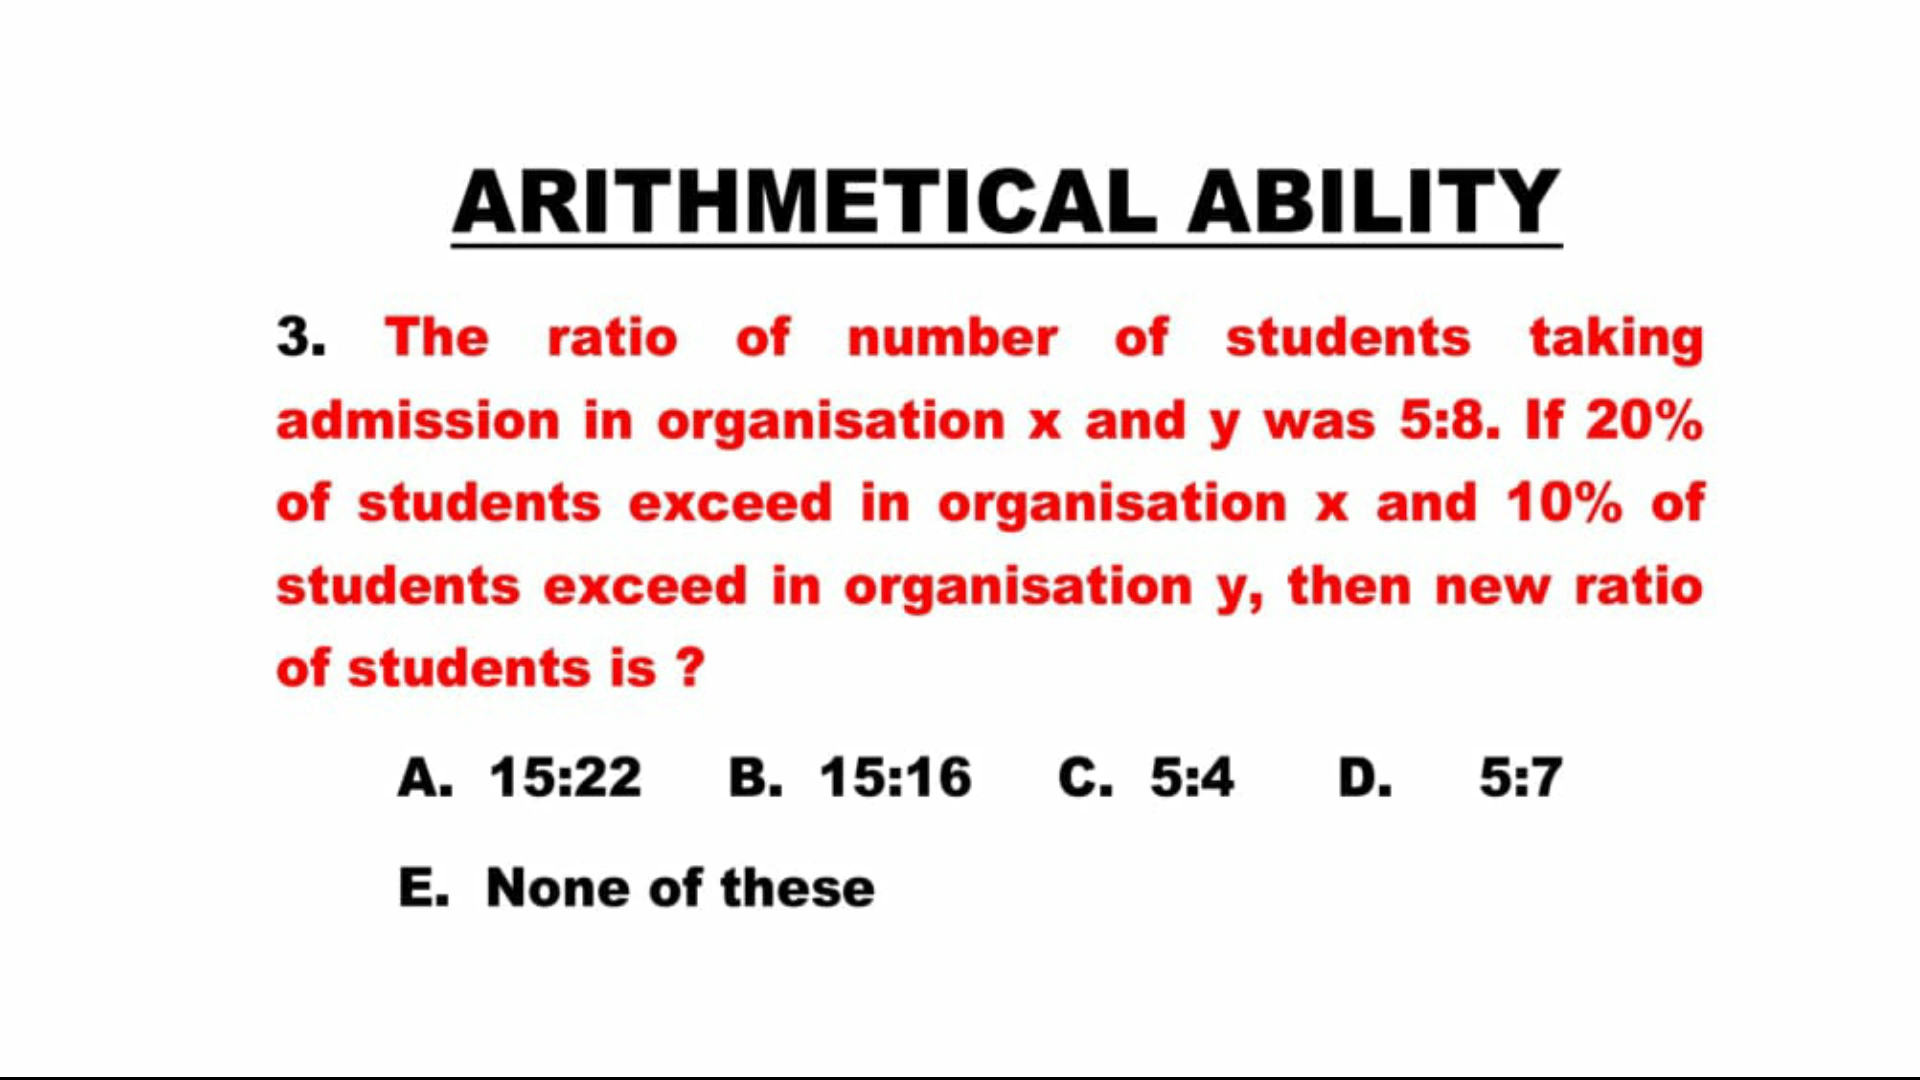 ARITHMETICAL ABILITY
3. The ratio of number of students taking
admission in organisation x and y was 5:8. If 20%
of students exceed in organisation x and 10% of
students exceed in organisation y, then new ratio
of students is ?
A. 15:22 B. 15:16 C. 5:4 D. 5:7
E. None of these